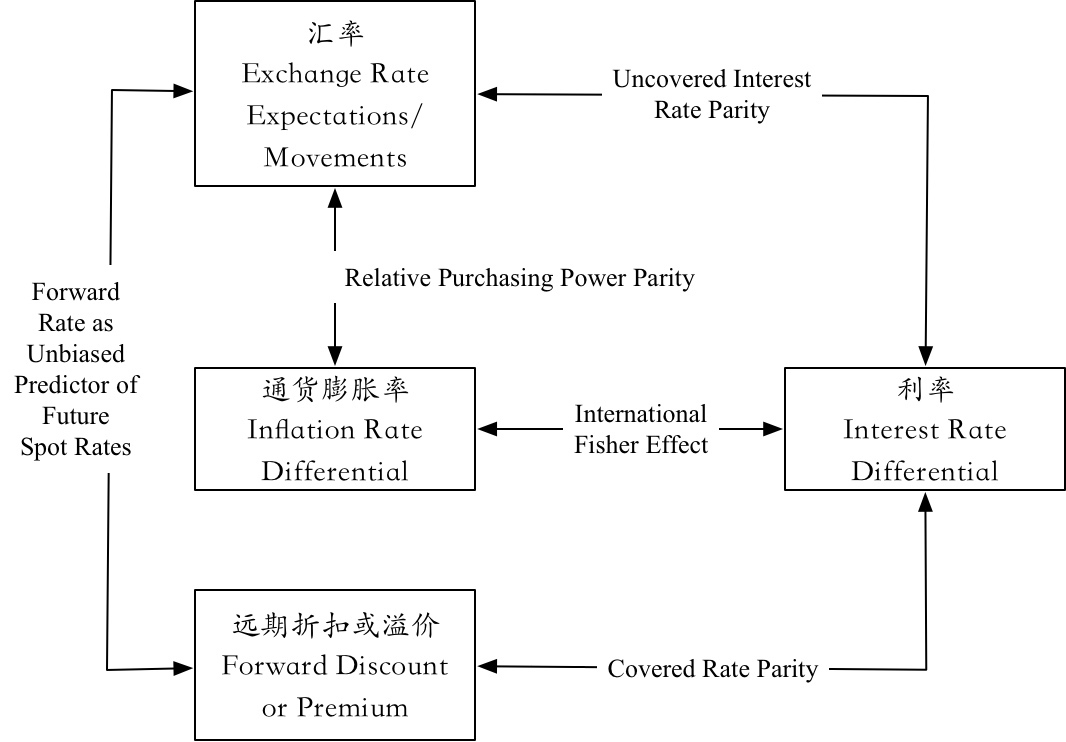 汇率
Exchange Rate
Expectations/
Movements
Uncovered Interest
Rate Parity
Relative Purchasing Power Parity
Forward
Rate as
Unbiased
Predictor of
Future
Spot Rates
通货膨胀率
Inflation Rate
Differential
International
Fisher Effect
利率
Interest Rate
Differential
远期折扣或溢价
Forward Discount
or Premium
Covered Rate Parity